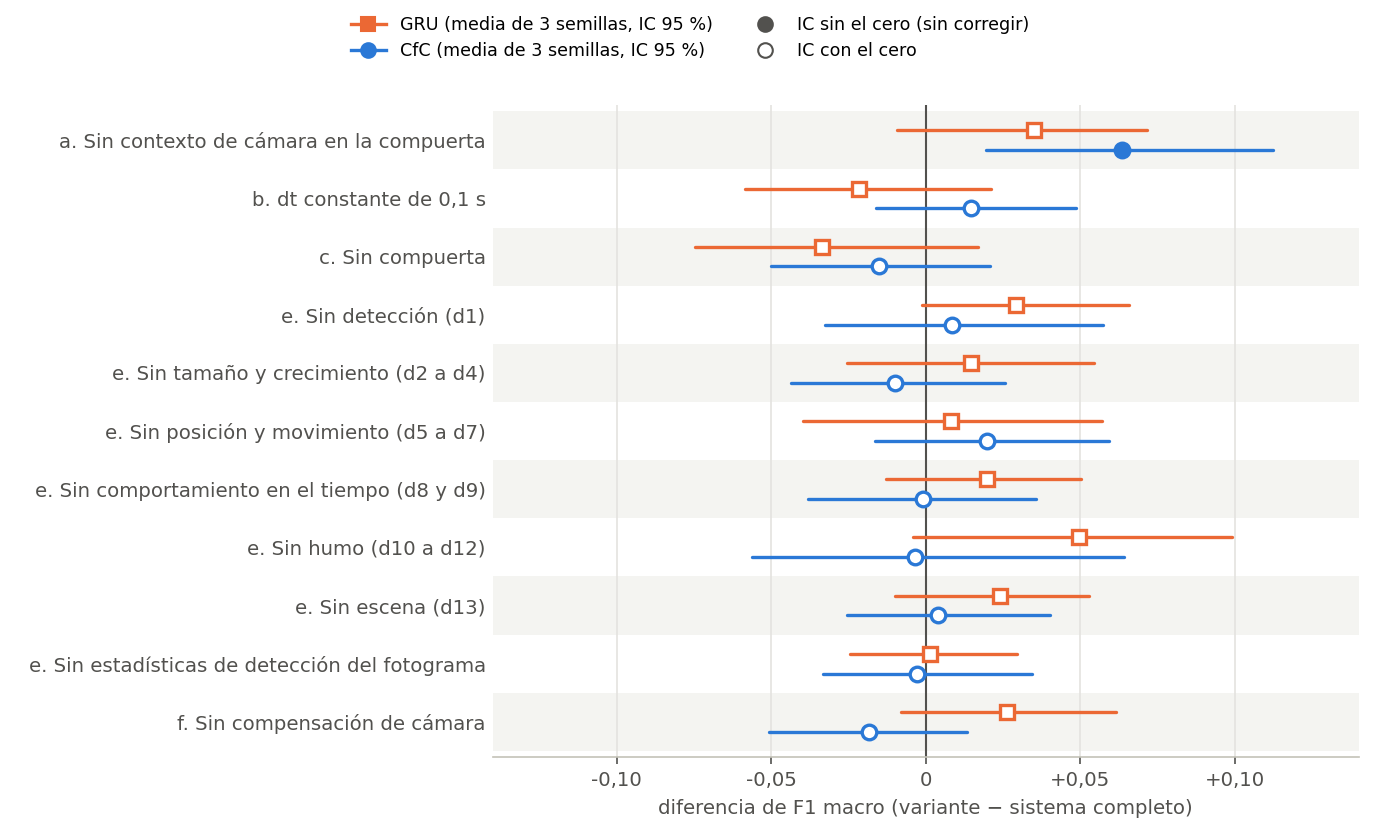 GRU (media de 3 semillas, IC 95 %)
CfC (media de 3 semillas, IC 95 %)
IC sin el cero (sin corregir)
IC con el cero
a. Sin contexto de cámara en la compuerta
b. dt constante de 0,1 s
c. Sin compuerta
e. Sin detección (d1)
e. Sin tamaño y crecimiento (d2 a d4)
e. Sin posición y movimiento (d5 a d7)
e. Sin comportamiento en el tiempo (d8 y d9)
e. Sin humo (d10 a d12)
e. Sin escena (d13)
e. Sin estadísticas de detección del fotograma
f. Sin compensación de cámara
-0,10 -0,05 0 +0,05 +0,10
diferencia de F1 macro (variante − sistema completo)